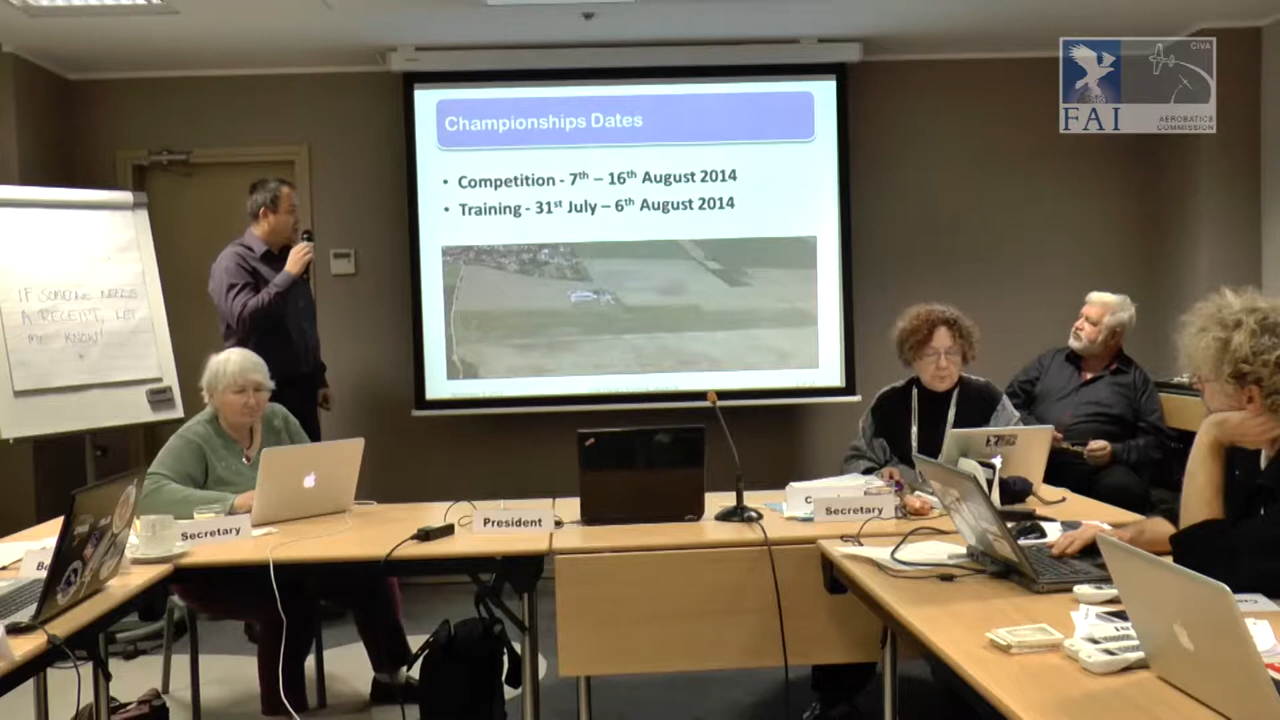 CIVA
FAI
AEROBATICS
COMMISSION
Championships Dates
• Competition - 7th – 16th August 2014
• Training - 31st July – 6th August 2014
IF SOMEONE NEEDS
A RECEIPT, LET
ME KNOW!
Secretary
President
Secretary
Be